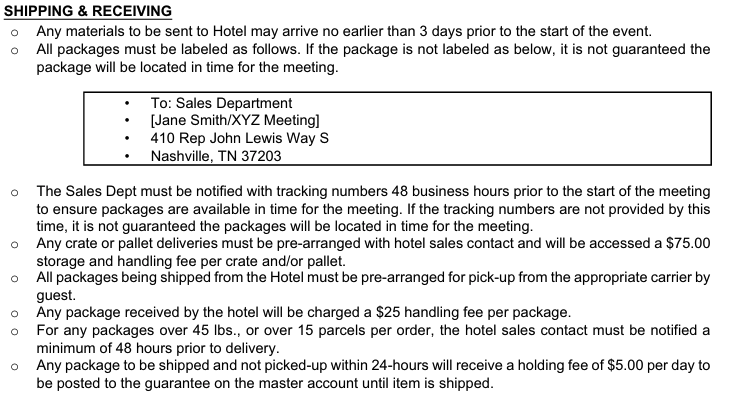 SHIPPING & RECEIVING
o Any materials to be sent to Hotel may arrive no earlier than 3 days prior to the start of the event.
o All packages must be labeled as follows. If the package is not labeled as below, it is not guaranteed the
package will be located in time for the meeting.
• To: Sales Department
• [Jane Smith/XYZ Meeting]
• 410 Rep John Lewis Way S
• Nashville, TN 37203
o The Sales Dept must be notified with tracking numbers 48 business hours prior to the start of the meeting
to ensure packages are available in time for the meeting. If the tracking numbers are not provided by this
time, it is not guaranteed the packages will be located in time for the meeting.
o Any crate or pallet deliveries must be pre-arranged with hotel sales contact and will be accessed a $75.00
storage and handling fee per crate and/or pallet.
o All packages being shipped from the Hotel must be pre-arranged for pick-up from the appropriate carrier by
guest.
o Any package received by the hotel will be charged a $25 handling fee per package.
o For any packages over 45 lbs., or over 15 parcels per order, the hotel sales contact must be notified a
minimum of 48 hours prior to delivery.
o Any package to be shipped and not picked-up within 24-hours will receive a holding fee of $5.00 per day to
be posted to the guarantee on the master account until item is shipped.